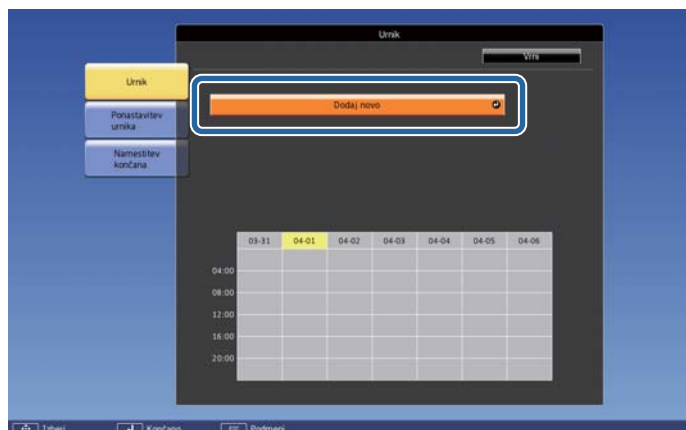 Urnik
Vrni
Urnik
Dodaj novo
Ponastavitev
urnika
Namestitev
končana
03-31 04-01 04-02 04-03 04-04 04-05 04-06
04:00
08:00
12:00
16:00
20:00
Izberi Končano Podmeni